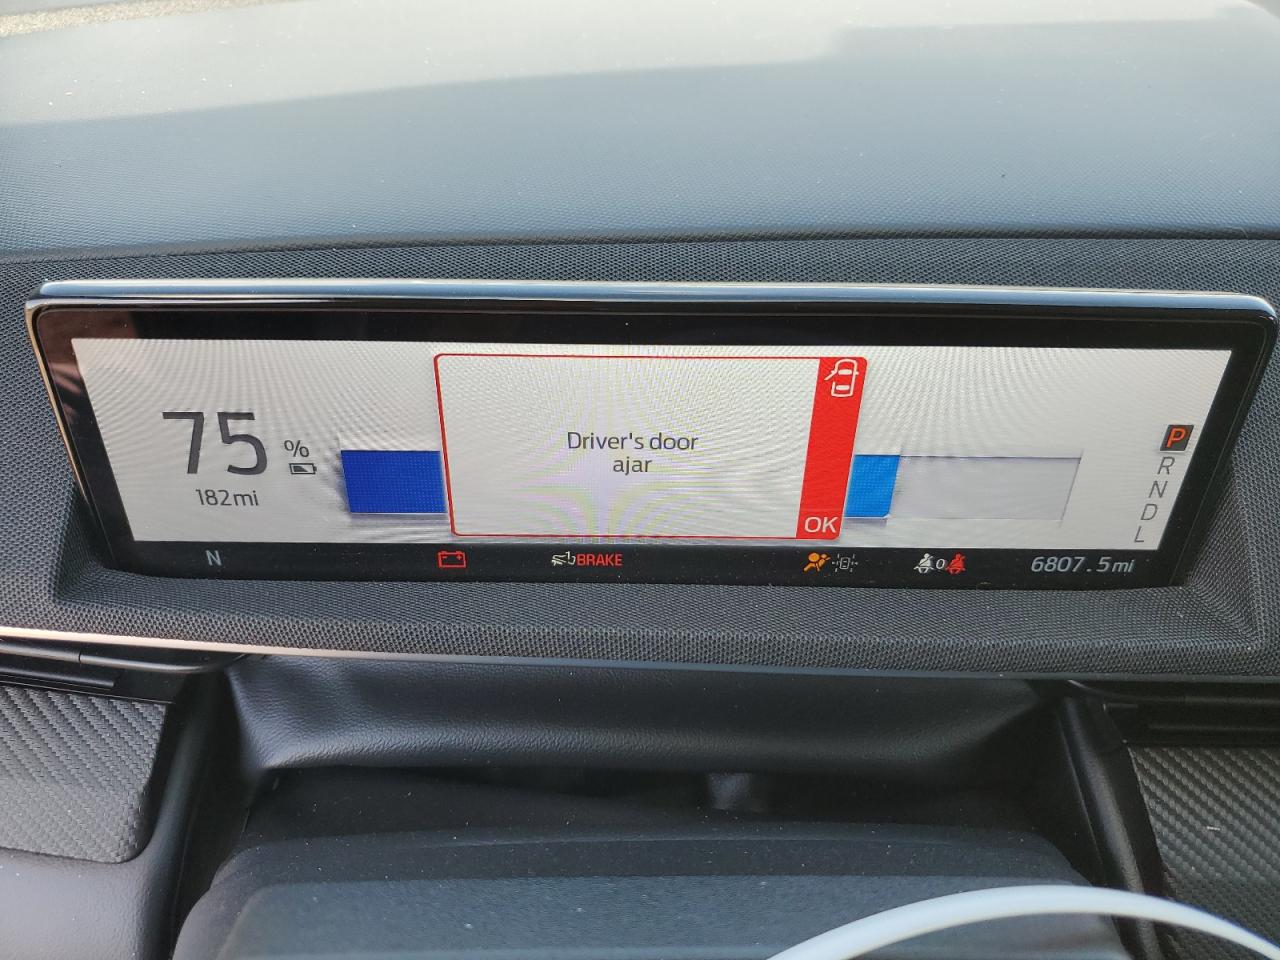 75 %
182mi
Driver's door
ajar
OK
P
R
N
D
L
N
BRAKE
0
6807.5mi